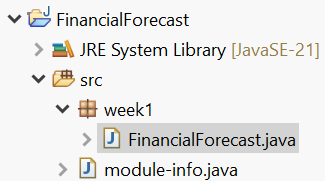 FinancialForecast
JRE System Library [JavaSE-21]
src
week1
FinancialForecast.java
module-info.java